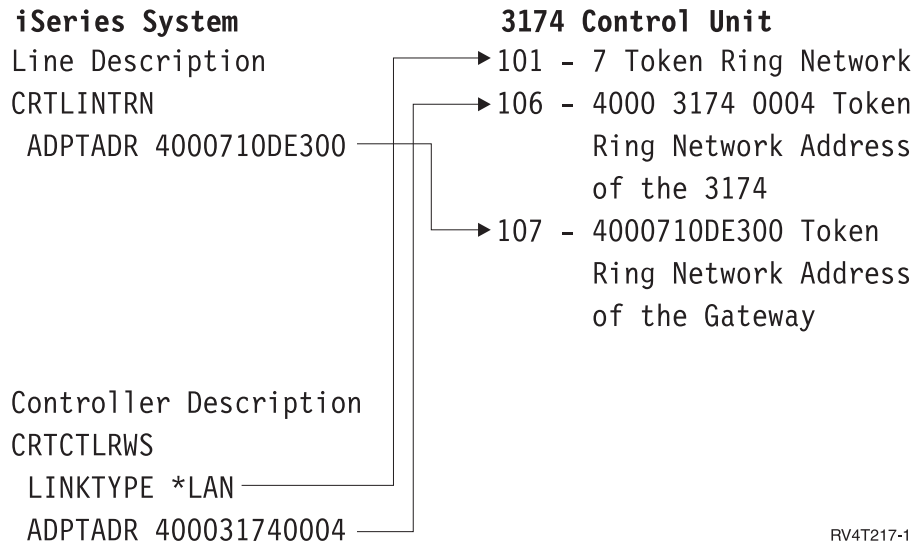 iSeries System
Line Description
CRTLINTRN
ADPTADR 4000710DE300
Controller Description
CRTCTLRWS
LINKTYPE *LAN
ADPTADR 400031740004
3174 Control Unit
101 – 7 Token Ring Network
106 – 4000 3174 0004 Token
Ring Network Address
of the 3174
107 – 4000710DE300 Token
Ring Network Address
of the Gateway
RV4T217-1